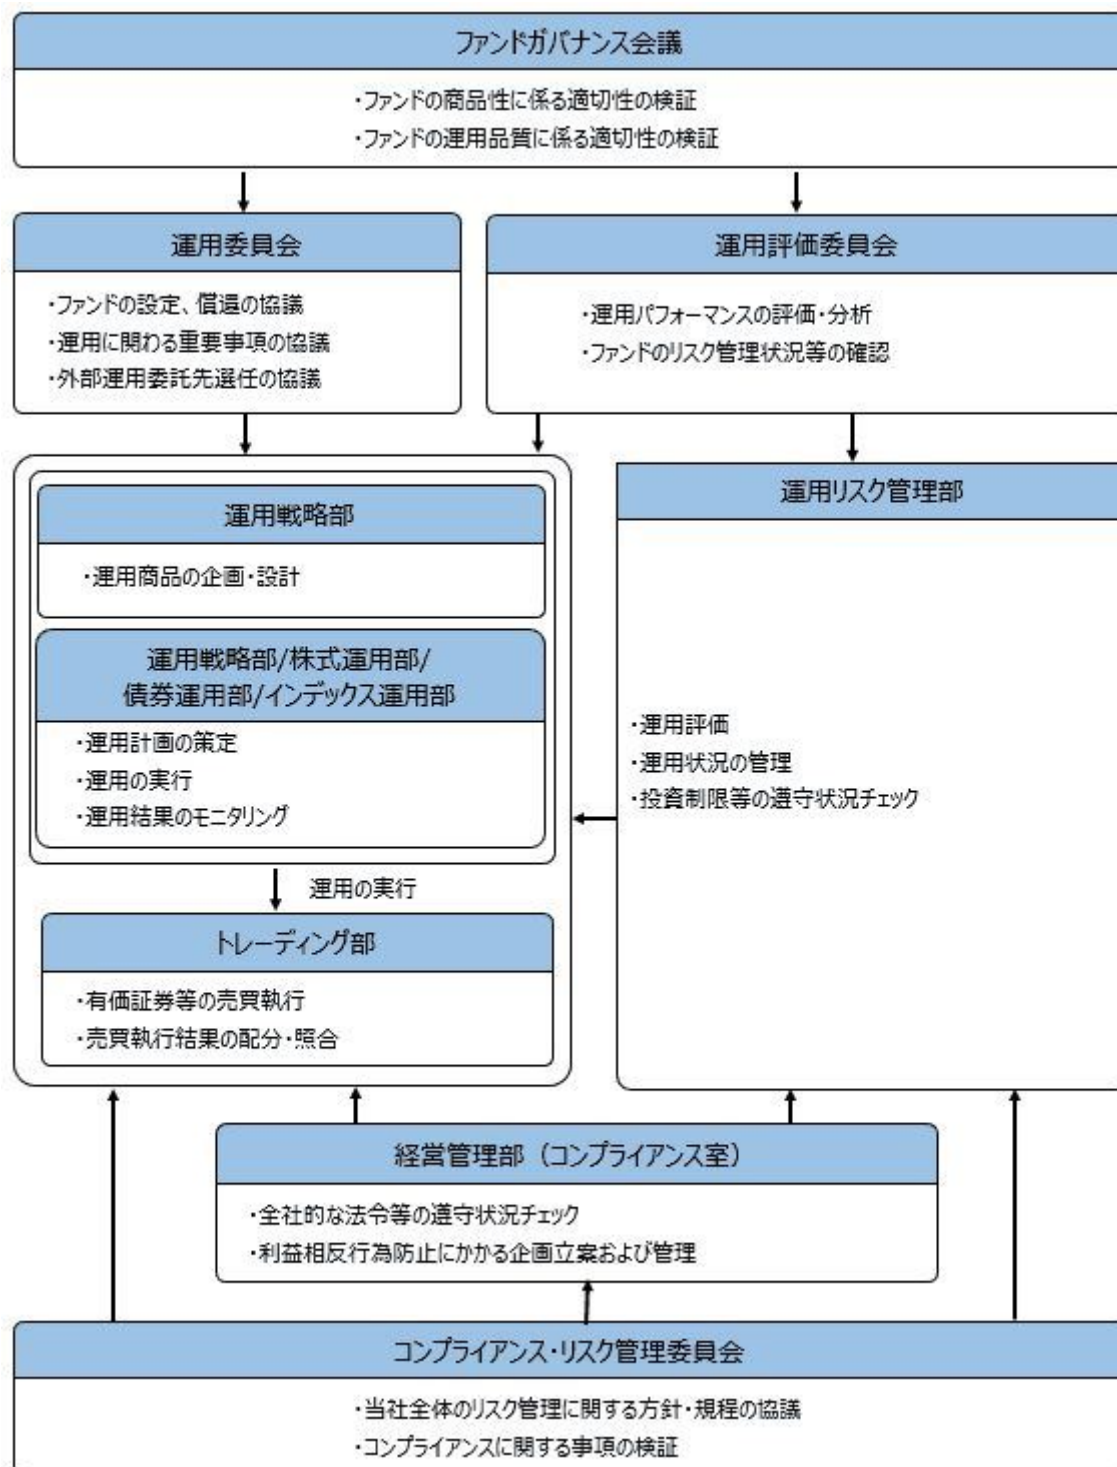 ファンドガバナンス会議
・ファンドの商品性に係る適切性の検証
・ファンドの運用品質に係る適切性の検証
運用委員会
・ファンドの設定、償還の協議
・運用に関わる重要事項の協議
・外部運用委託先選任の協議
運用評価委員会
・運用パフォーマンスの評価・分析
・ファンドのリスク管理状況等の確認
運用戦略部
・運用商品の企画・設計
運用戦略部/株式運用部/
債券運用部/インデックス運用部
・運用計画の策定
・運用の実行
・運用結果のモニタリング
運用の実行
トレーディング部
・有価証券等の売買執行
・売買執行結果の配分・照合
運用リスク管理部
・運用評価
・運用状況の管理
・投資制限等の遵守状況チェック
経営管理部（コンプライアンス室）
・全社的な法令等の遵守状況チェック
・利益相反行為防止にかかる企画立案および管理
コンプライアンス・リスク管理委員会
・当社全体のリスク管理に関する方針・規程の協議
・コンプライアンスに関する事項の検証